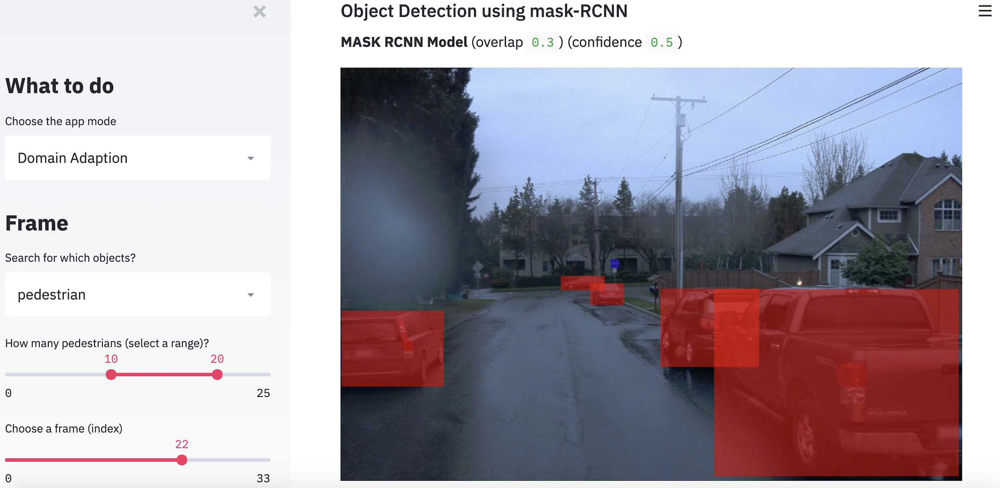 What to do
Choose the app mode
Domain Adaption
Frame
Search for which objects?
pedestrian
How many pedestrians (select a range)?
10 20
0 25
Choose a frame (index)
22
0 33
Object Detection using mask-RCNN
MASK RCNN Model (overlap 0.3 ) (confidence 0.5 )
TUNDRA